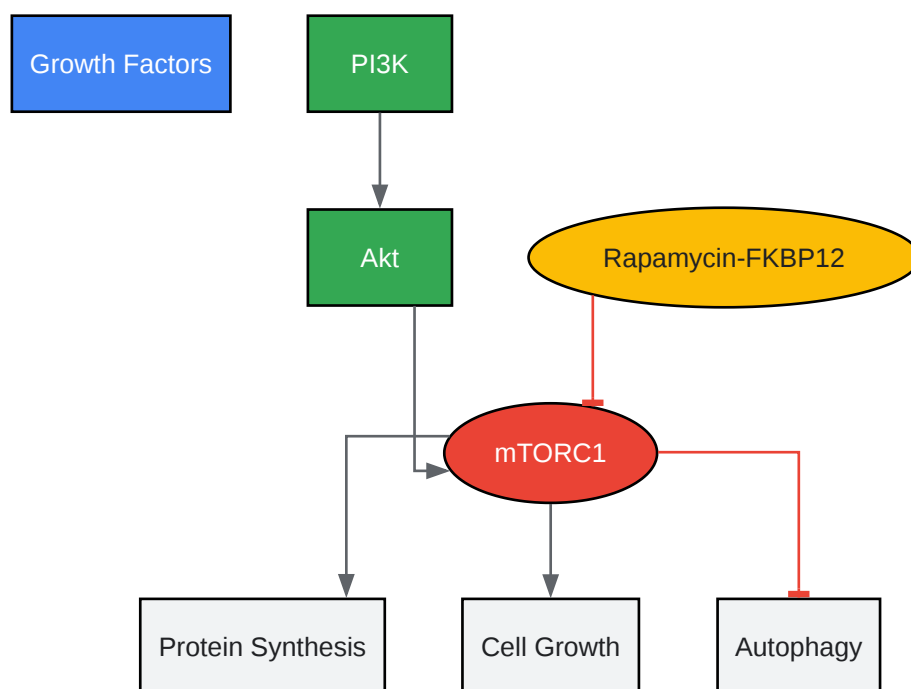 Growth Factors
PI3K
Akt
Rapamycin-FKBP12
mTORC1
Protein Synthesis
Cell Growth
Autophagy